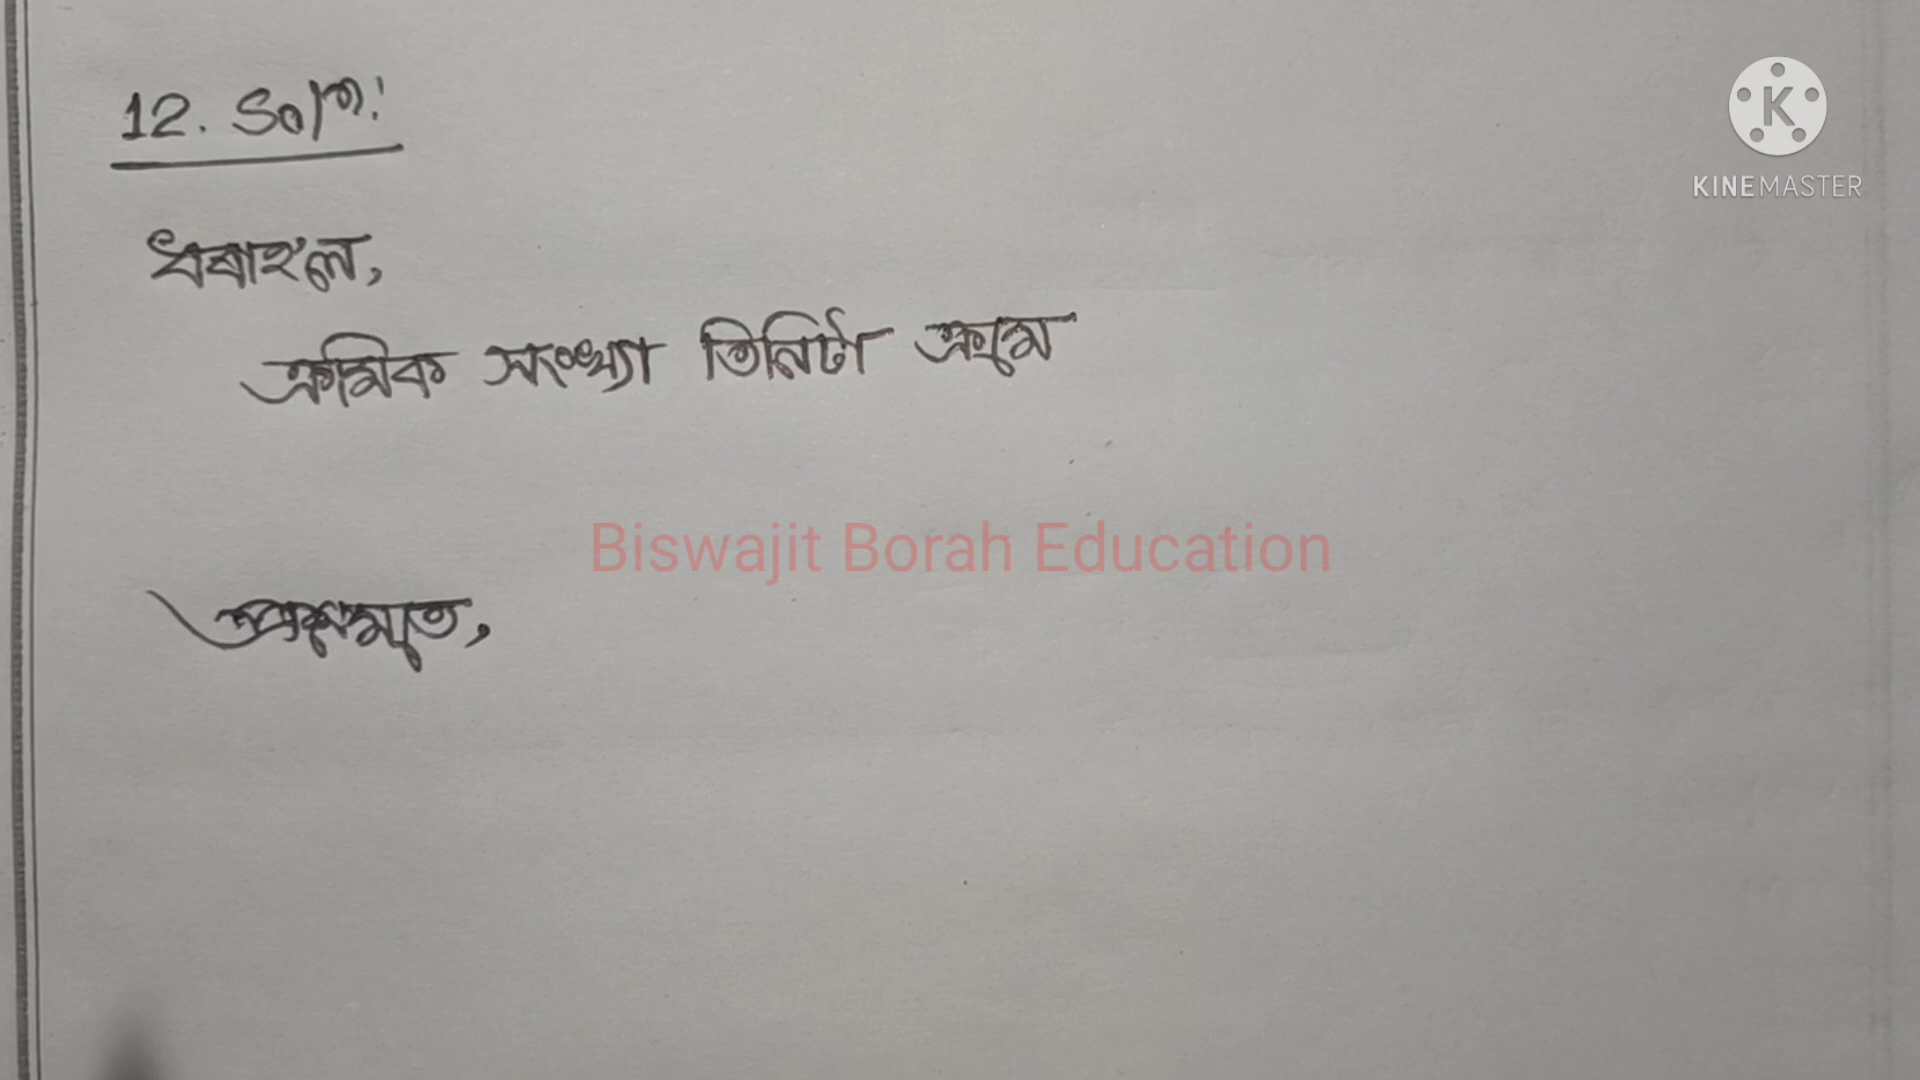 12. Solⁿ:
KINEMASTER
ধৰাহ'ল,
ক্ৰমিক সংখ্যা তিনিটা ক্ৰমে
Biswajit Borah Education
প্ৰশ্নমতে,